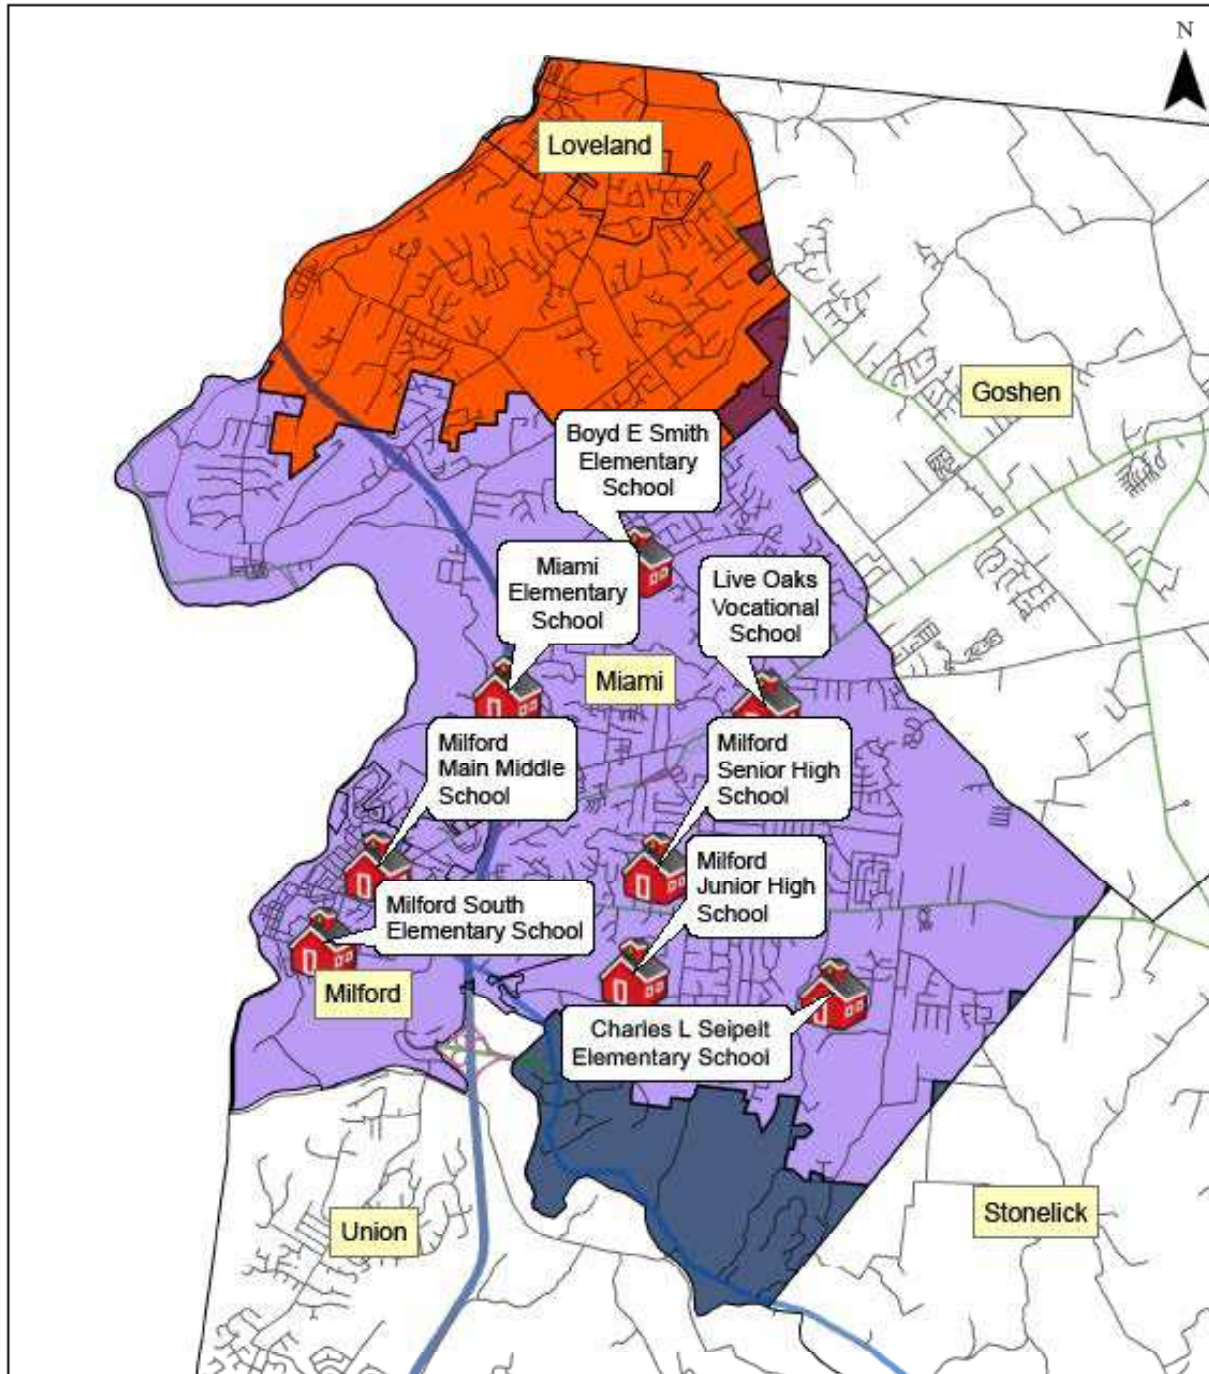 N
Loveland
Goshen
Boyd E Smith
Elementary
School
Miami
Elementary
School
Live Oaks
Vocational
School
Miami
Milford
Main Middle
School
Milford
Senior High
School
Milford
Junior High
School
Milford South
Elementary School
Milford
Charles L Seipelt
Elementary School
Union
Stonelick